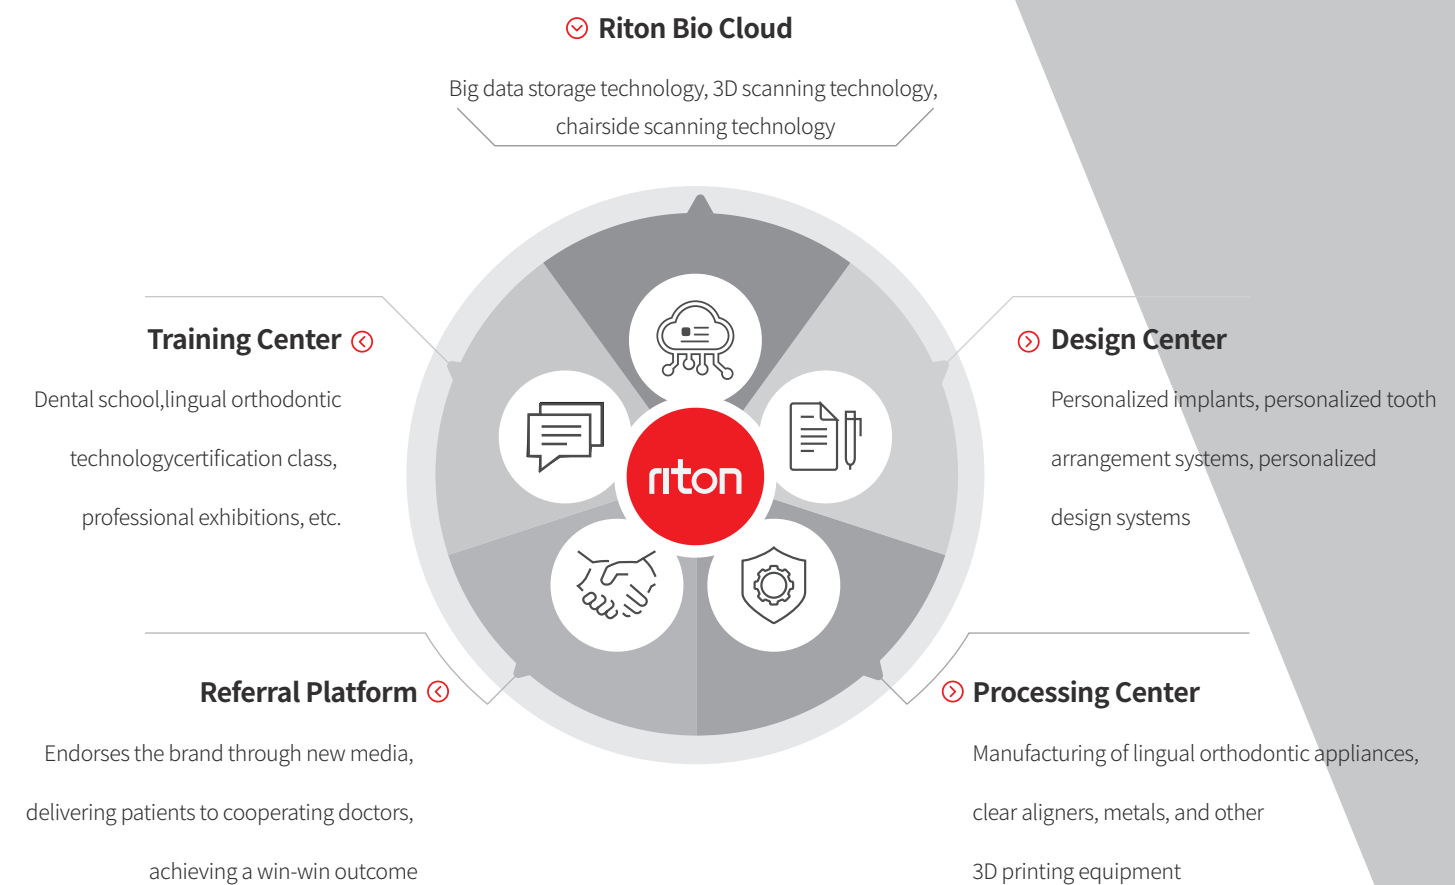 Riton Bio Cloud
Big data storage technology, 3D scanning technology,
chairside scanning technology
Training Center
Dental school,lingual orthodontic
technologycertification class,
professional exhibitions, etc.
Design Center
Personalized implants, personalized tooth
arrangement systems, personalized
design systems
riton
Referral Platform
Endorses the brand through new media,
delivering patients to cooperating doctors,
achieving a win-win outcome
Processing Center
Manufacturing of lingual orthodontic appliances,
clear aligners, metals, and other
3D printing equipment